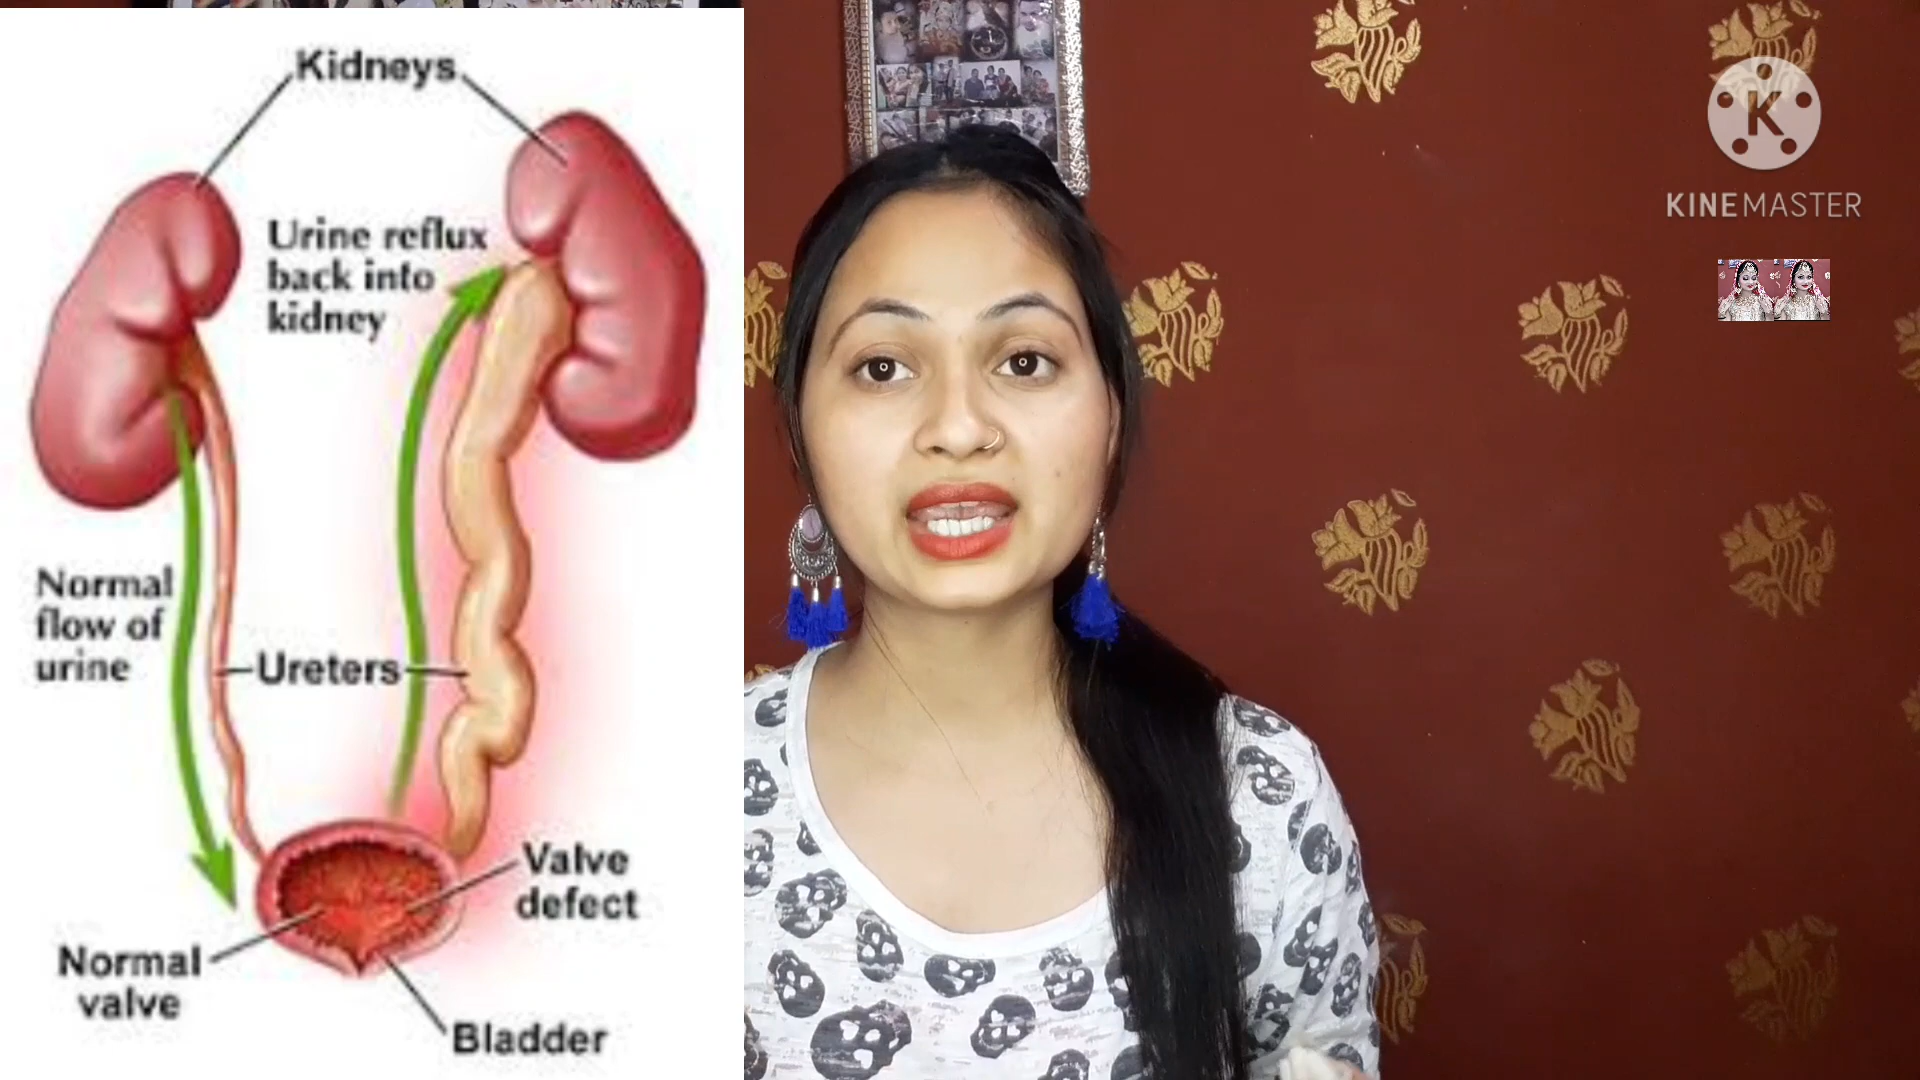 Kidneys
Urine reflux
back into
kidney
Normal
flow of
urine
Ureters
Valve
defect
Normal
valve
Bladder
K
KINEMASTER